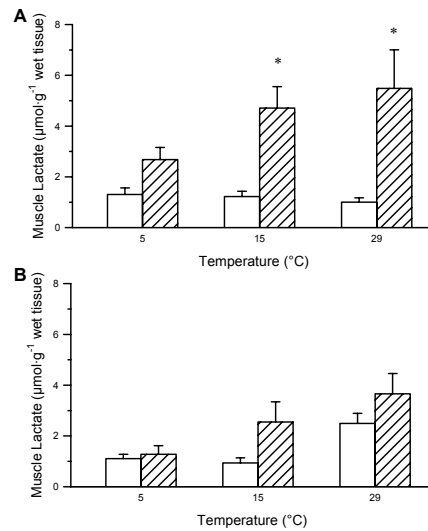 A
Muscle Lactate (µmol·g⁻¹ wet tissue)
8
6
4
2
0
*
*
5 15 29
Temperature (°C)
B
Muscle Lactate (µmol·g⁻¹ wet tissue)
8
6
4
2
0
5 15 29
Temperature (°C)